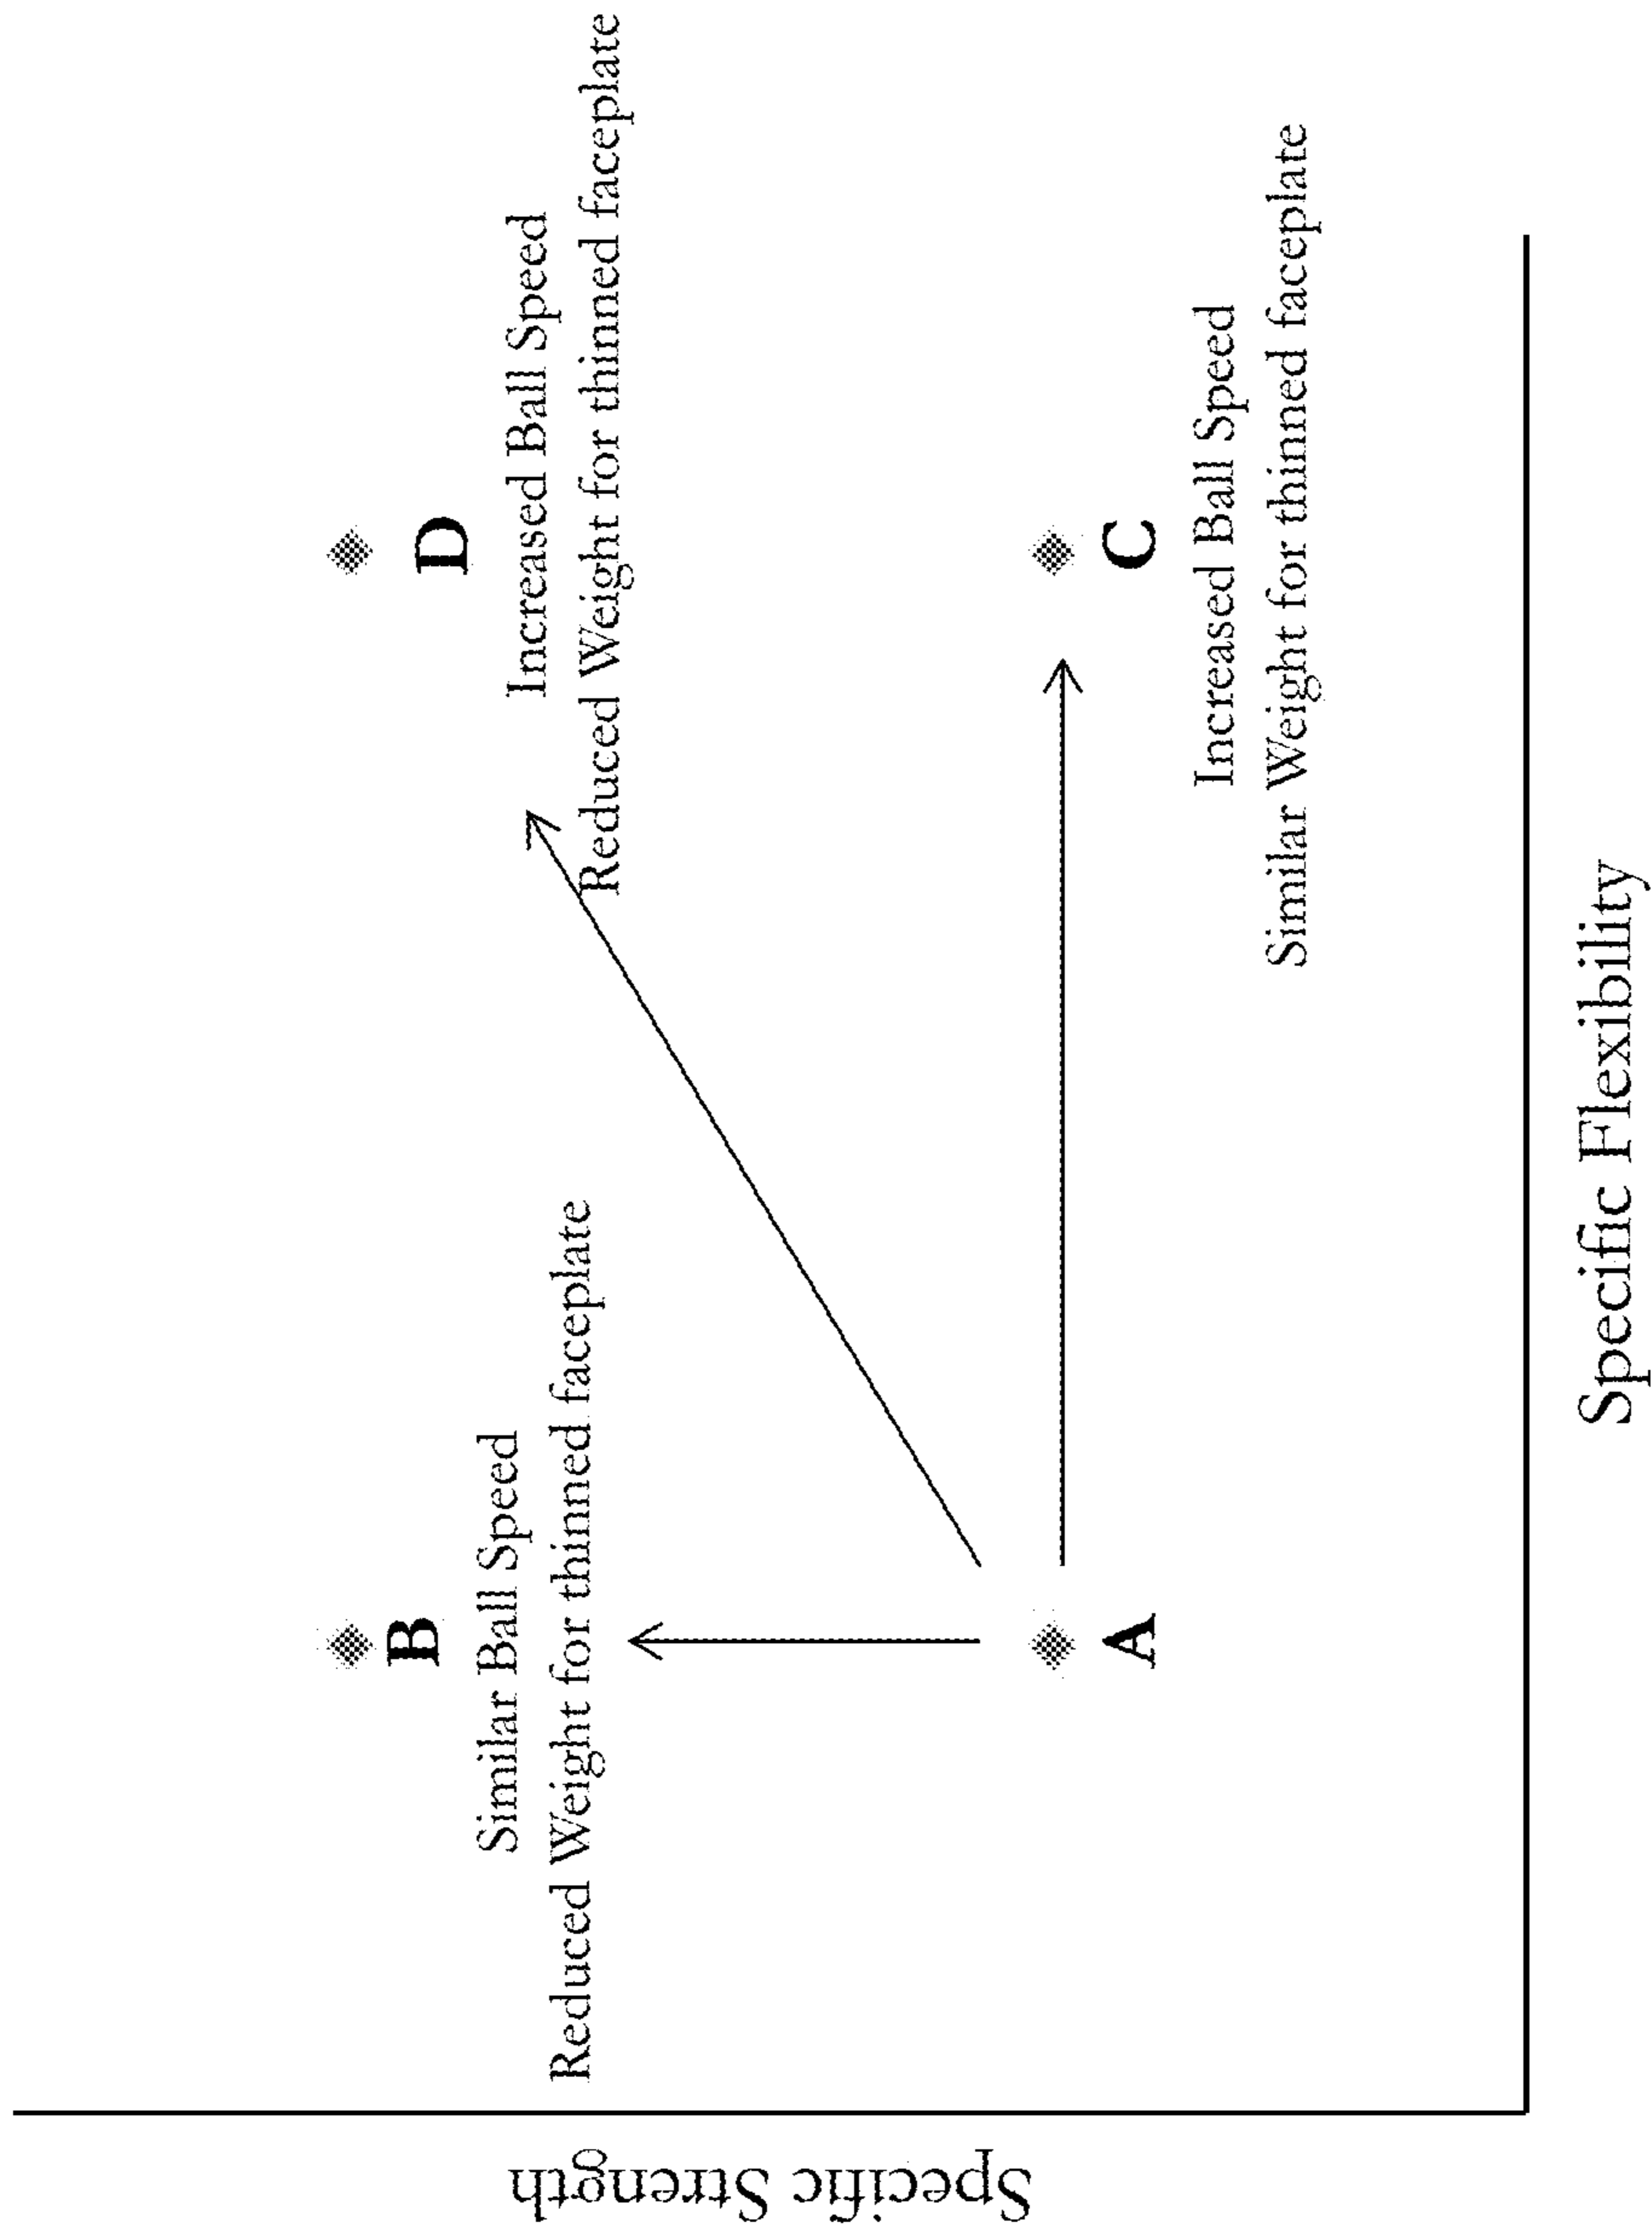 Specific Strength
B
Similar Ball Speed
Reduced Weight for thinned faceplate
D
Increased Ball Speed
Reduced Weight for thinned faceplate
A
C
Increased Ball Speed
Similar Weight for thinned faceplate
Specific Flexibility